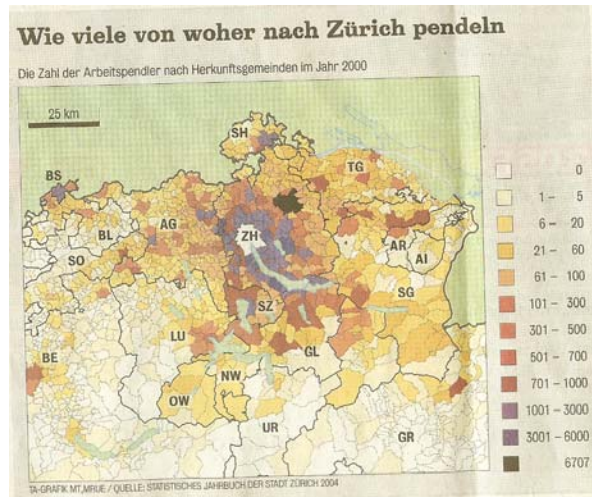 Wie viele von woher nach Zürich pendeln
Die Zahl der Arbeitspendler nach Herkunftsgemeinden im Jahr 2000
25 km
SH
BS
TG
BL
AG
ZH
SO
AR
AI
SZ
SG
LU
BE
GL
NW
OW
UR
GR
0
1 – 5
6 – 20
21 – 60
61 – 100
101 – 300
301 – 500
501 – 700
701 – 1000
1001 – 3000
3001 – 6000
6707
TA-GRAFIK MT,MRUE / QUELLE: STATISTISCHES JAHRBUCH DER STADT ZÜRICH 2004